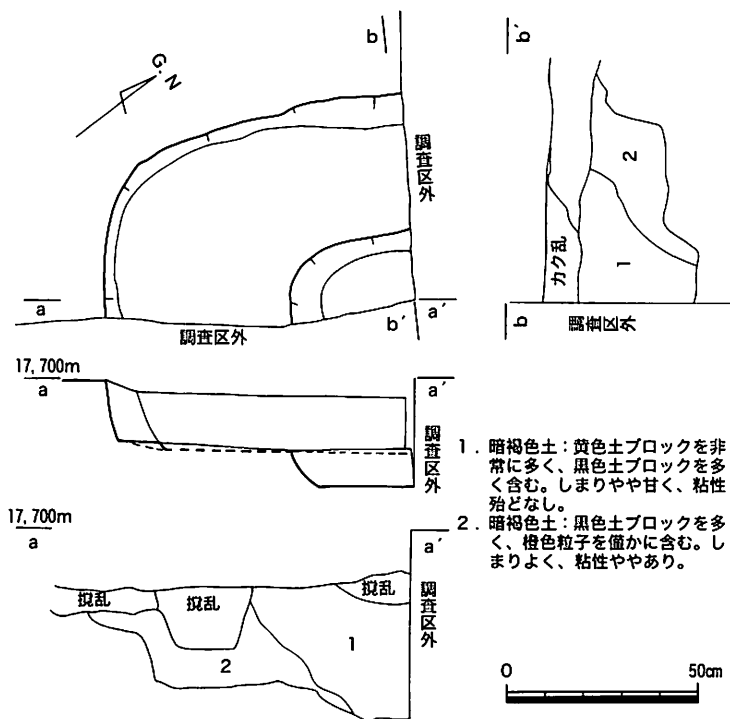 b
b′
G.N
調査区外
2
1
カク乱
a
a′
b′
調査区外
b
調査区外
17,700m
a
a′
調査区外
1．暗褐色土：黄色土ブロックを非
常に多く、黒色土ブロックを多
く含む。しまりやや甘く、粘性
殆どなし。
2．暗褐色土：黒色土ブロックを多
く、橙色粒子を僅かに含む。し
まりよく、粘性ややあり。
17,700m
a
a′
調査区外
撹乱
撹乱
撹乱
1
2
0
50cm